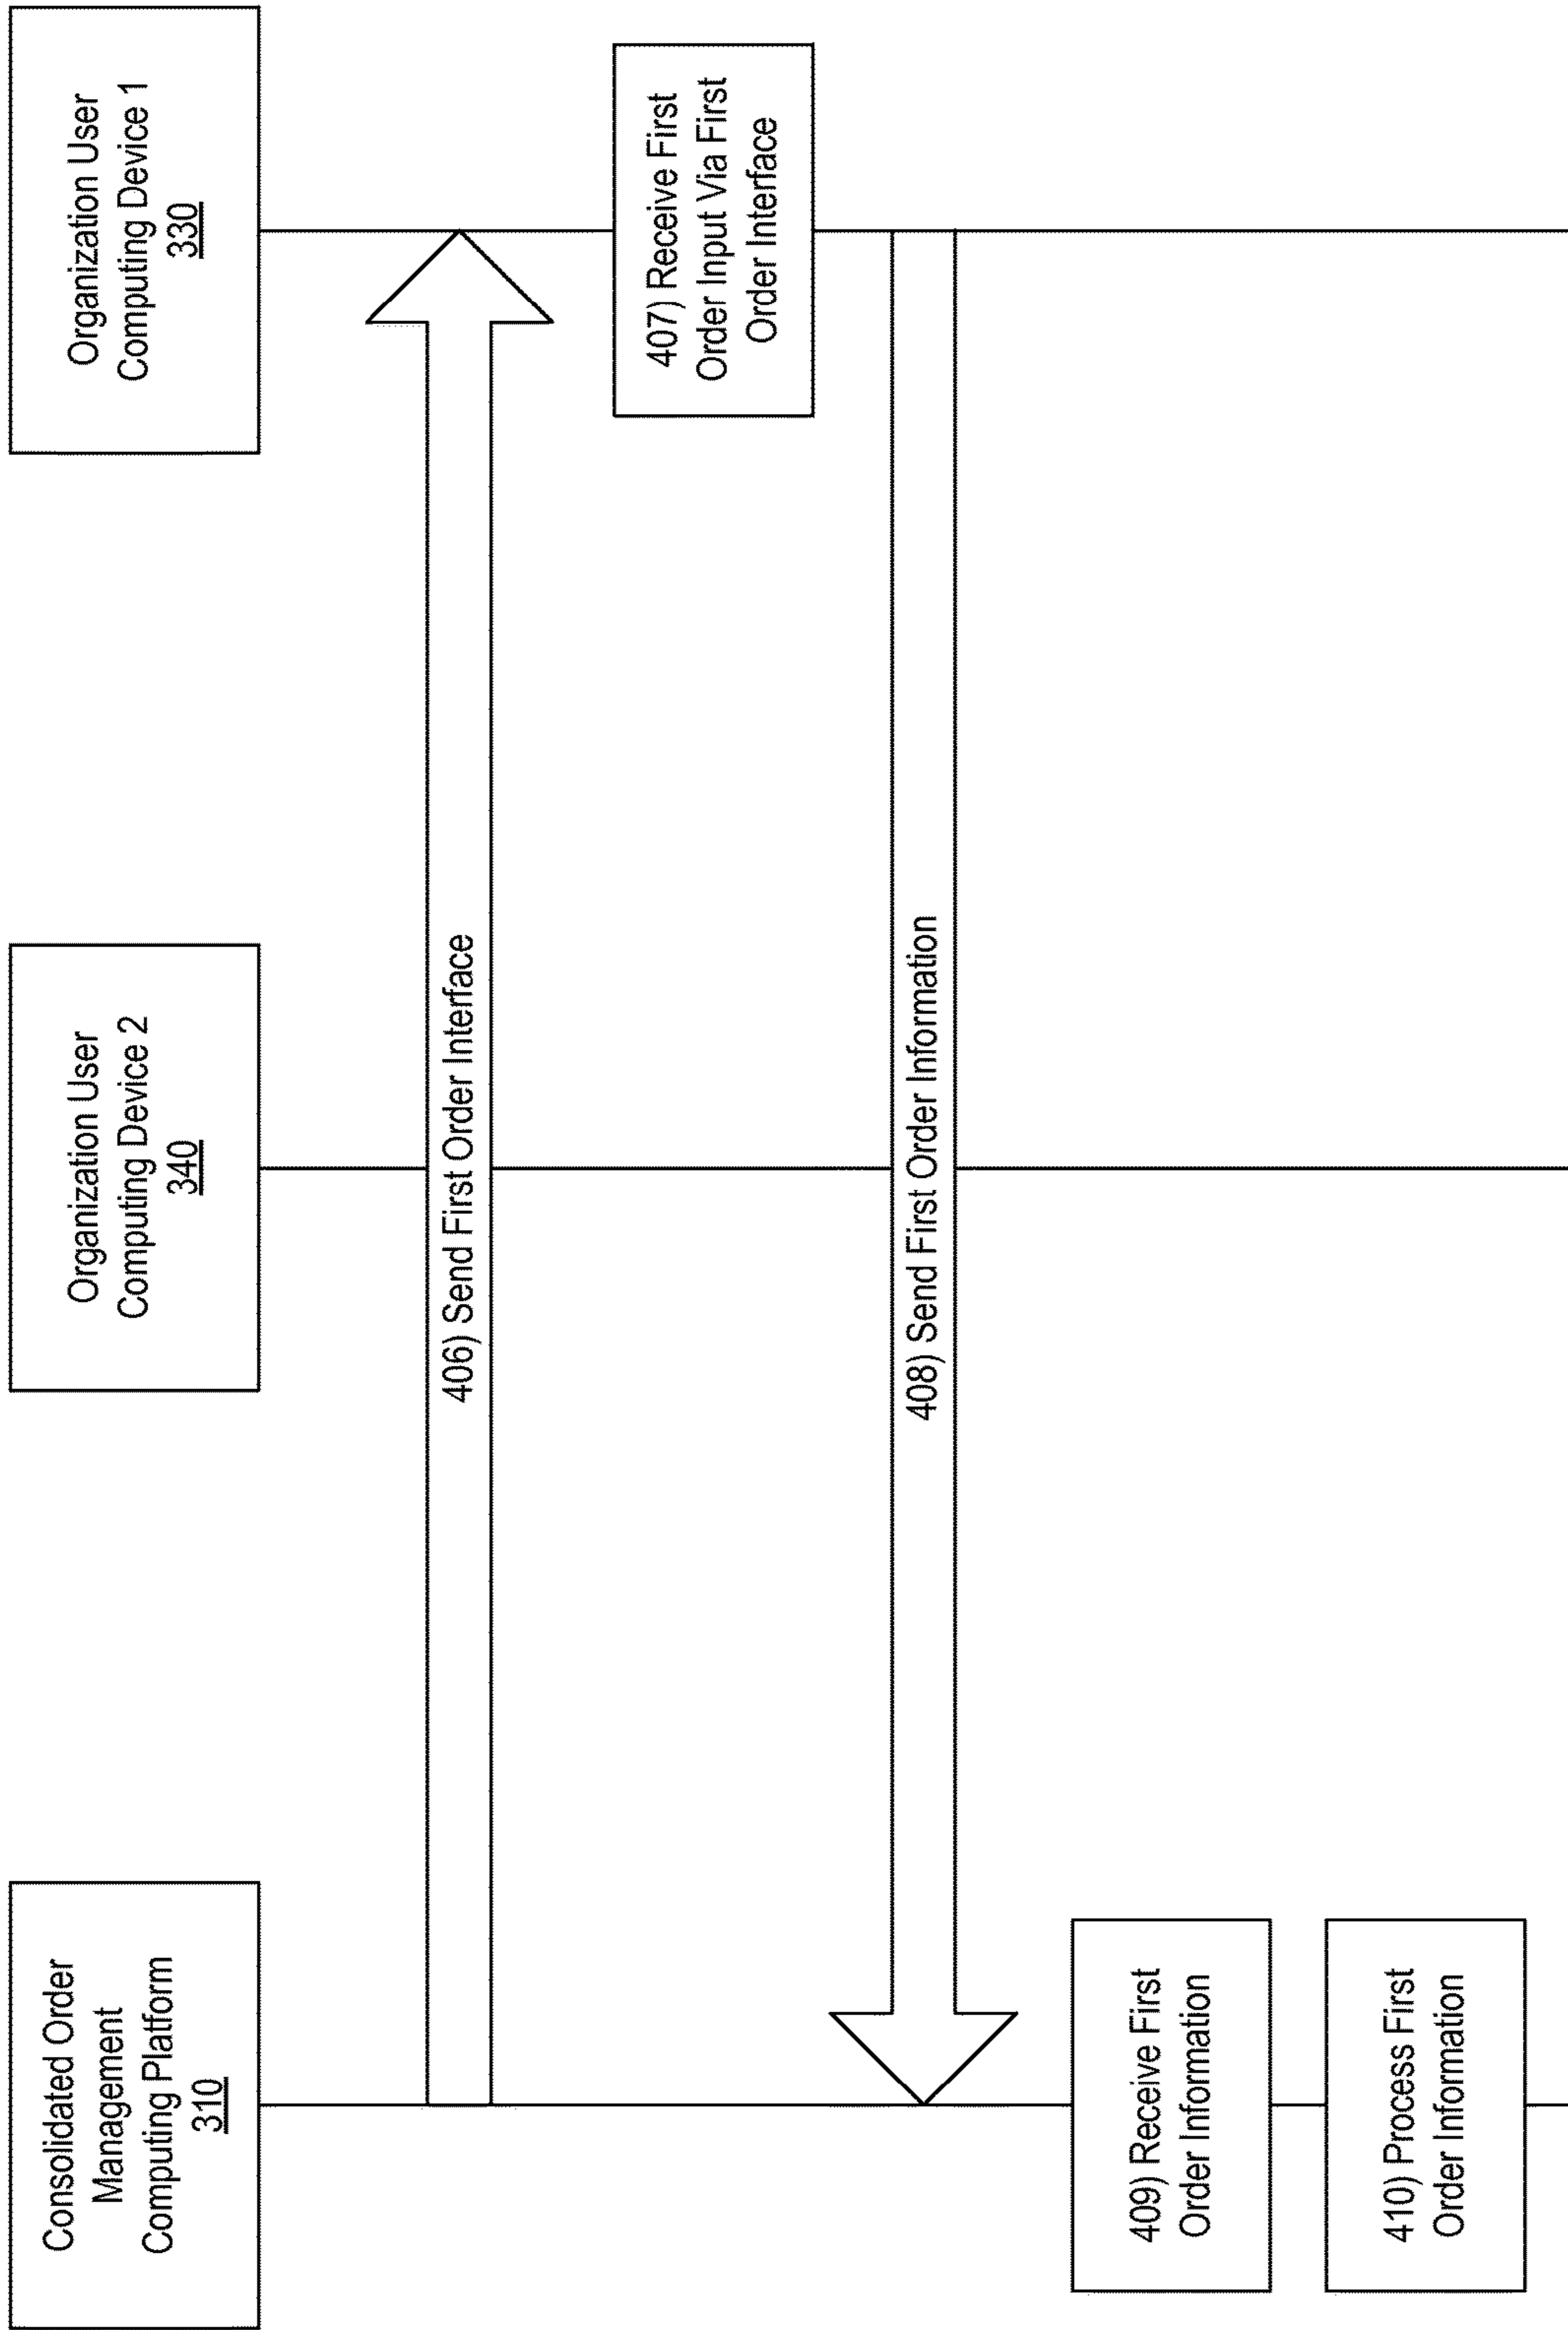 Consolidated Order
Management
Computing Platform
310
Organization User
Computing Device 2
340
Organization User
Computing Device 1
330
406) Send First Order Interface
407) Receive First
Order Input Via First
Order Interface
408) Send First Order Information
409) Receive First
Order Information
410) Process First
Order Information